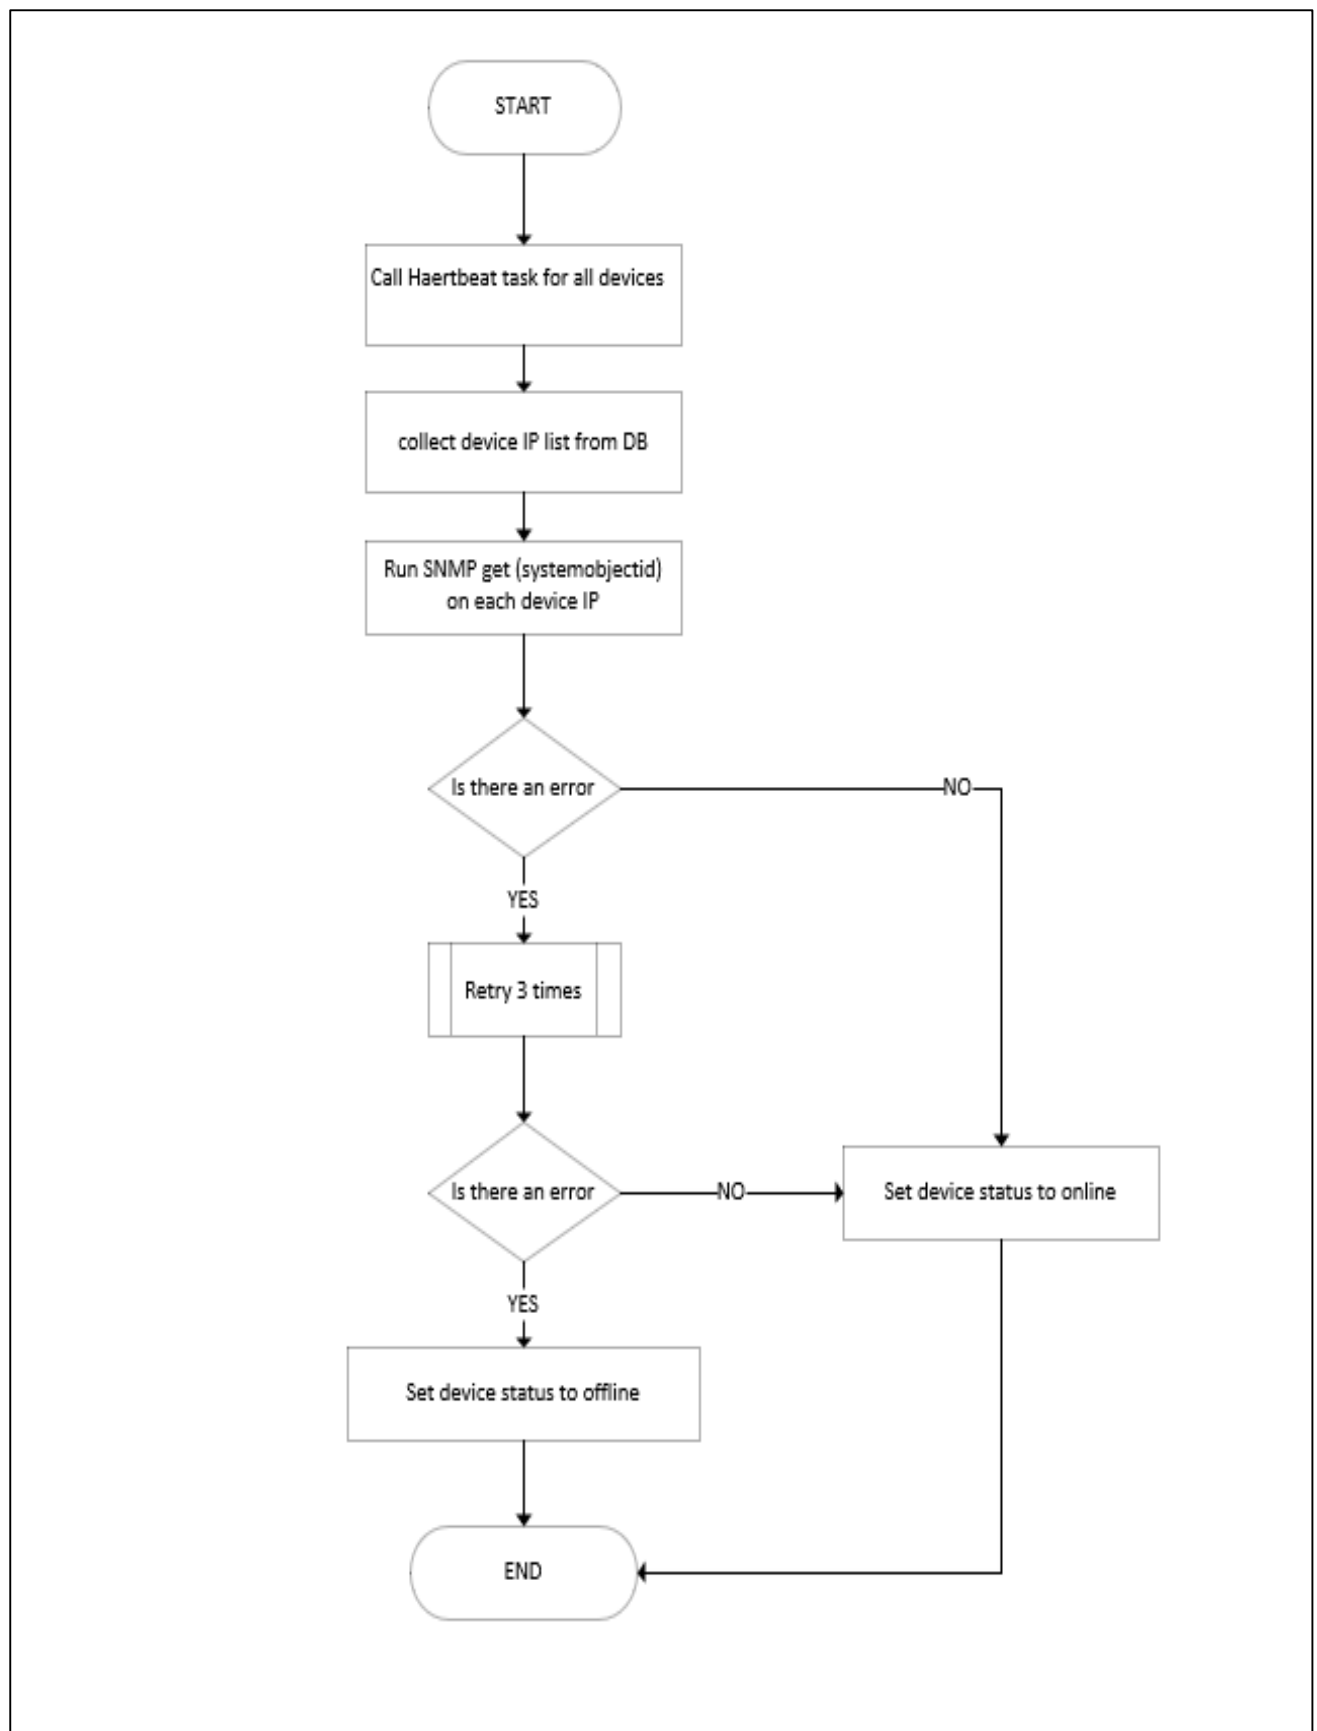 START
Call Haertbeat task for all devices
collect device IP list from DB
Run SNMP get (systemobjectid)
on each device IP
Is there an error
NO
YES
Retry 3 times
Is there an error
NO
Set device status to online
YES
Set device status to offline
END